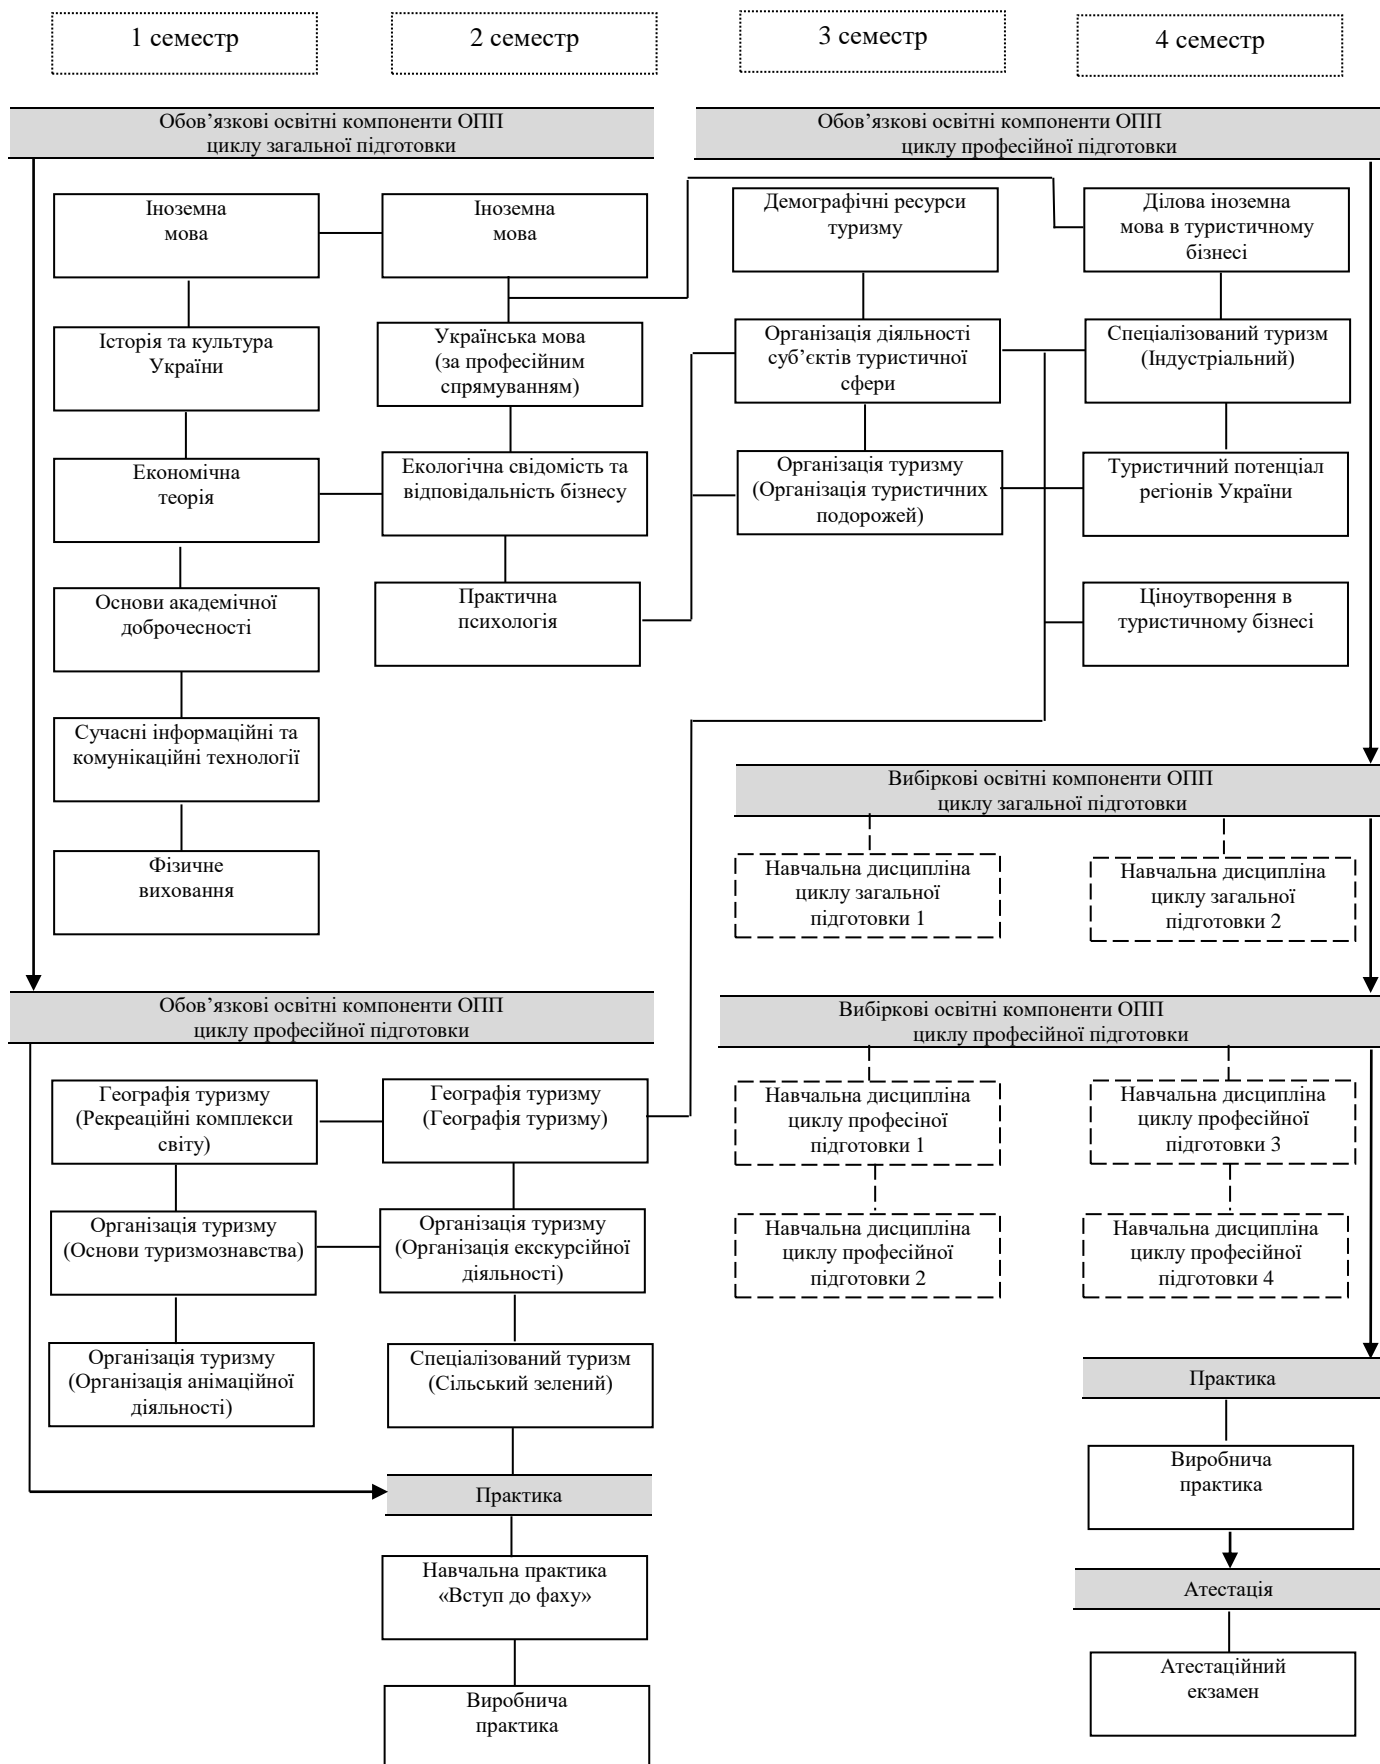 1 семестр
2 семестр
3 семестр
4 семестр
Обов’язкові освітні компоненти ОПП
циклу загальної підготовки
Обов’язкові освітні компоненти ОПП
циклу професійної підготовки
Іноземна
мова
Іноземна
мова
Демографічні ресурси
туризму
Ділова іноземна
мова в туристичному
бізнесі
Історія та культура
України
Українська мова
(за професійним
спрямуванням)
Організація діяльності
суб’єктів туристичної
сфери
Спеціалізований туризм
(Індустріальний)
Економічна
теорія
Екологічна свідомість та
відповідальність бізнесу
Організація туризму
(Організація туристичних
подорожей)
Туристичний потенціал
регіонів України
Основи академічної
доброчесності
Практична
психологія
Ціноутворення в
туристичному бізнесі
Сучасні інформаційні та
комунікаційні технології
Вибіркові освітні компоненти ОПП
циклу загальної підготовки
Фізичне
виховання
Навчальна дисципліна
циклу загальної
підготовки 1
Навчальна дисципліна
циклу загальної
підготовки 2
Обов’язкові освітні компоненти ОПП
циклу професійної підготовки
Вибіркові освітні компоненти ОПП
циклу професійної підготовки
Географія туризму
(Рекреаційні комплекси
світу)
Географія туризму
(Географія туризму)
Навчальна дисципліна
циклу професіної
підготовки 1
Навчальна дисципліна
циклу професійної
підготовки 3
Організація туризму
(Основи туризмознавства)
Організація туризму
(Організація екскурсійної
діяльності)
Навчальна дисципліна
циклу професійної
підготовки 2
Навчальна дисципліна
циклу професійної
підготовки 4
Організація туризму
(Організація анімаційної
діяльності)
Спеціалізований туризм
(Сільський зелений)
Практика
Виробнича
практика
Практика
Навчальна практика
«Вступ до фаху»
Атестація
Виробнича
практика
Атестаційний
екзамен